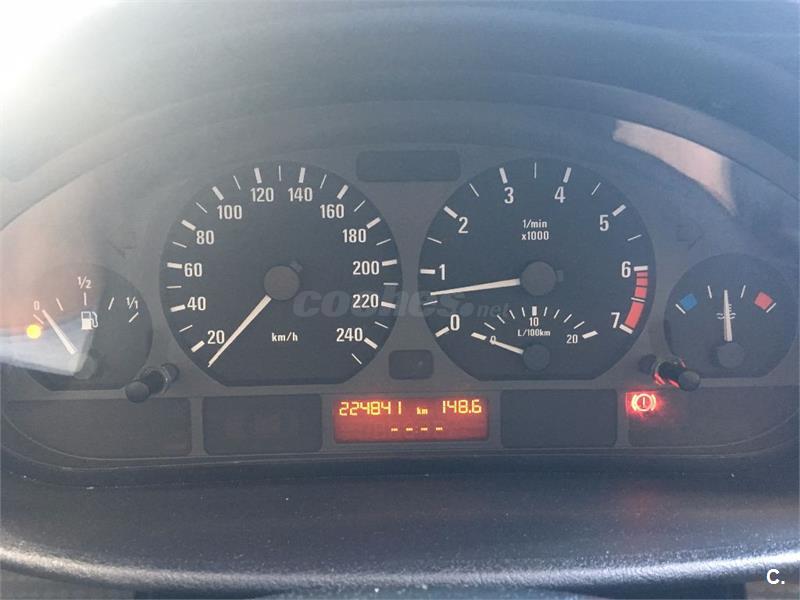 20 40 60 80 100 120 140 160 180 200 220 240
km/h
0 1 2 3 4 5 6 7
1/min
x1000
0 10 20
L/100km
0 1/2 1/1
coches.net
224841 km 148.6
- - - -
C.